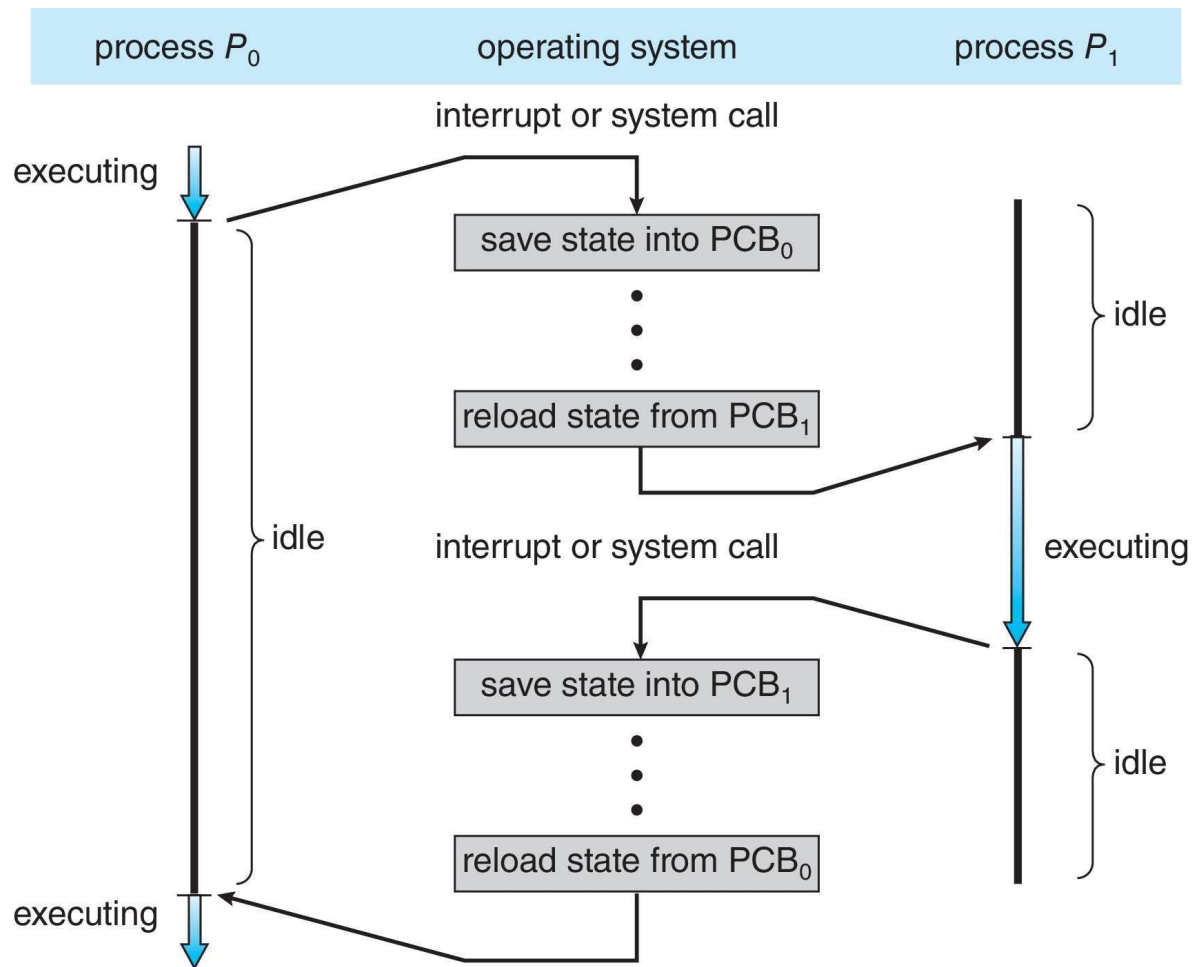 process P₀
operating system
process P₁
interrupt or system call
executing
save state into PCB₀
idle
reload state from PCB₁
idle
interrupt or system call
executing
save state into PCB₁
idle
reload state from PCB₀
executing